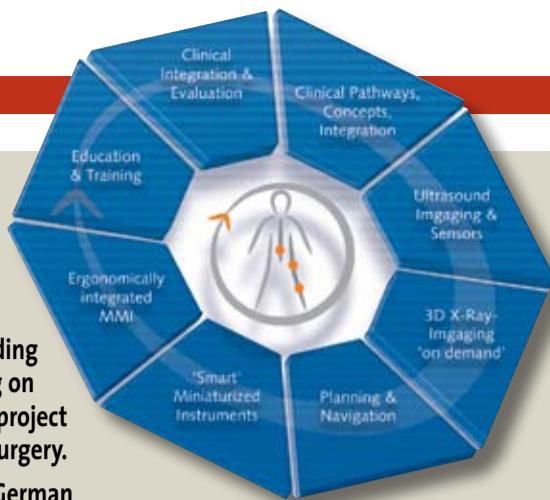 Clinical
Integration &
Evaluation
Clinical Pathways,
Concepts,
Integration
Ultrasound
Imgaging &
Sensors
3D X-Ray-
Imgaging
'on demand'
Planning &
Navigation
'Smart'
Miniaturized
Instruments
Ergonomically
integrated
MMI
Education
& Training
ding
g on
project
urgery.
German